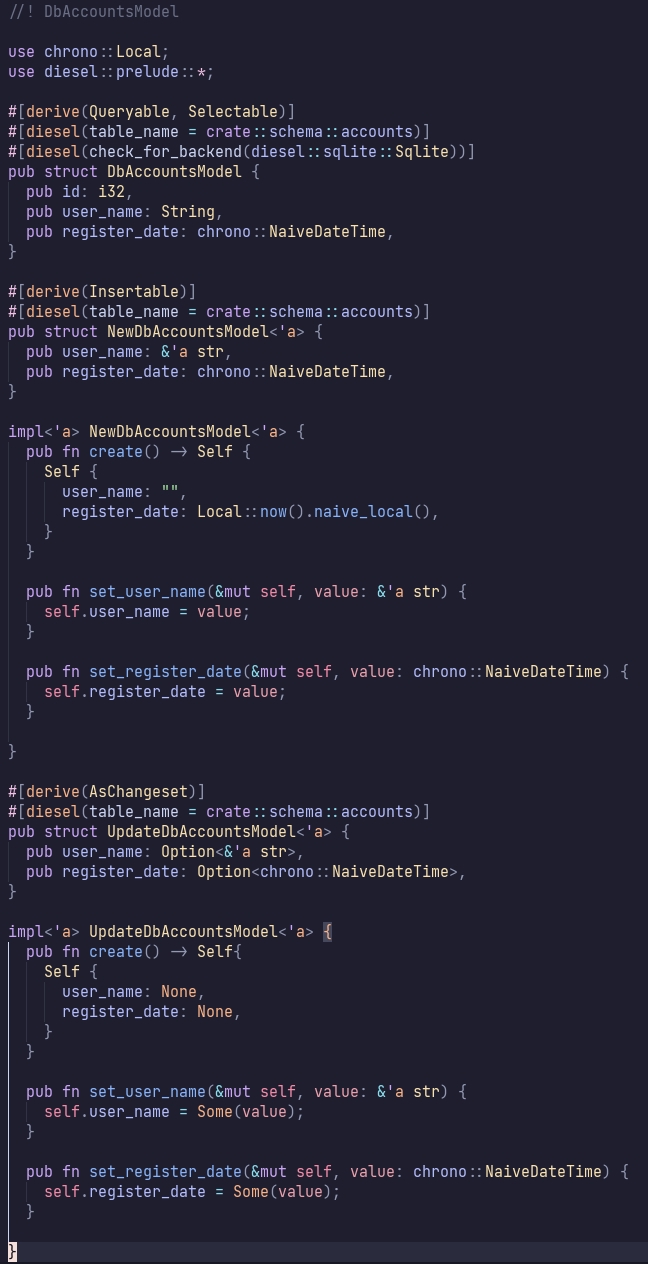 //! DbAccountsModel

use chrono::Local;
use diesel::prelude::*;

#[derive(Queryable, Selectable)]
#[diesel(table_name = crate::schema::accounts)]
#[diesel(check_for_backend(diesel::sqlite::Sqlite))]
pub struct DbAccountsModel {
  pub id: i32,
  pub user_name: String,
  pub register_date: chrono::NaiveDateTime,
}

#[derive(Insertable)]
#[diesel(table_name = crate::schema::accounts)]
pub struct NewDbAccountsModel<'a> {
  pub user_name: &'a str,
  pub register_date: chrono::NaiveDateTime,
}

impl<'a> NewDbAccountsModel<'a> {
  pub fn create() -> Self {
    Self {
      user_name: "",
      register_date: Local::now().naive_local(),
    }
  }

  pub fn set_user_name(&mut self, value: &'a str) {
    self.user_name = value;
  }

  pub fn set_register_date(&mut self, value: chrono::NaiveDateTime) {
    self.register_date = value;
  }

}

#[derive(AsChangeset)]
#[diesel(table_name = crate::schema::accounts)]
pub struct UpdateDbAccountsModel<'a> {
  pub user_name: Option<&'a str>,
  pub register_date: Option<chrono::NaiveDateTime>,
}

impl<'a> UpdateDbAccountsModel<'a> {
  pub fn create() -> Self{
    Self {
      user_name: None,
      register_date: None,
    }
  }

  pub fn set_user_name(&mut self, value: &'a str) {
    self.user_name = Some(value);
  }

  pub fn set_register_date(&mut self, value: chrono::NaiveDateTime) {
    self.register_date = Some(value);
  }

}